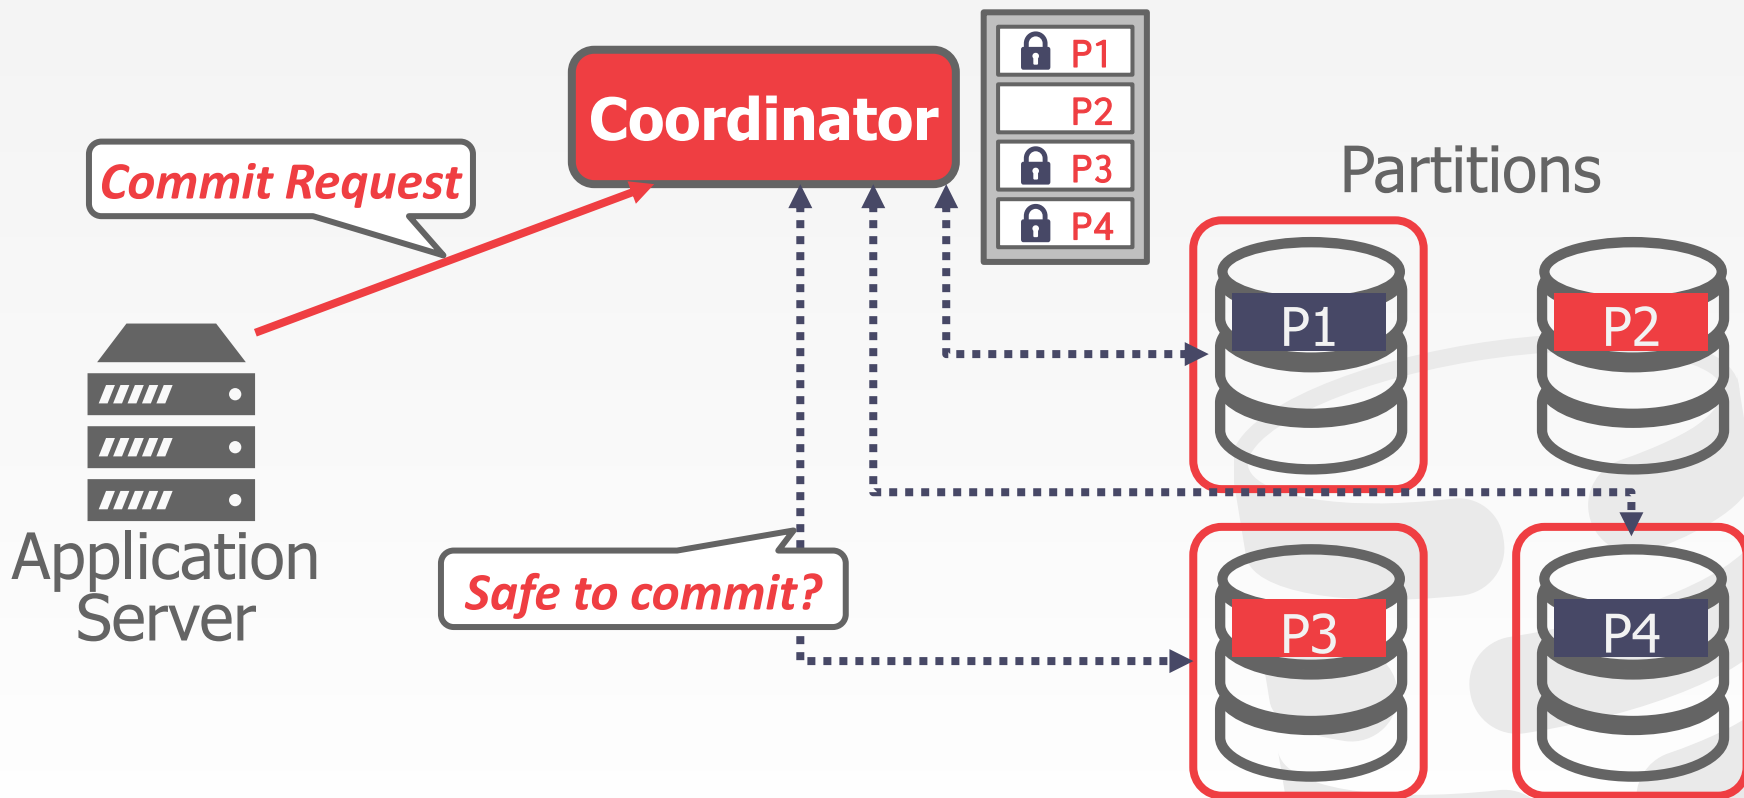 Coordinator
P1
P2
P3
P4
Commit Request
Partitions
P1
P2
Application
Server
Safe to commit?
P3
P4